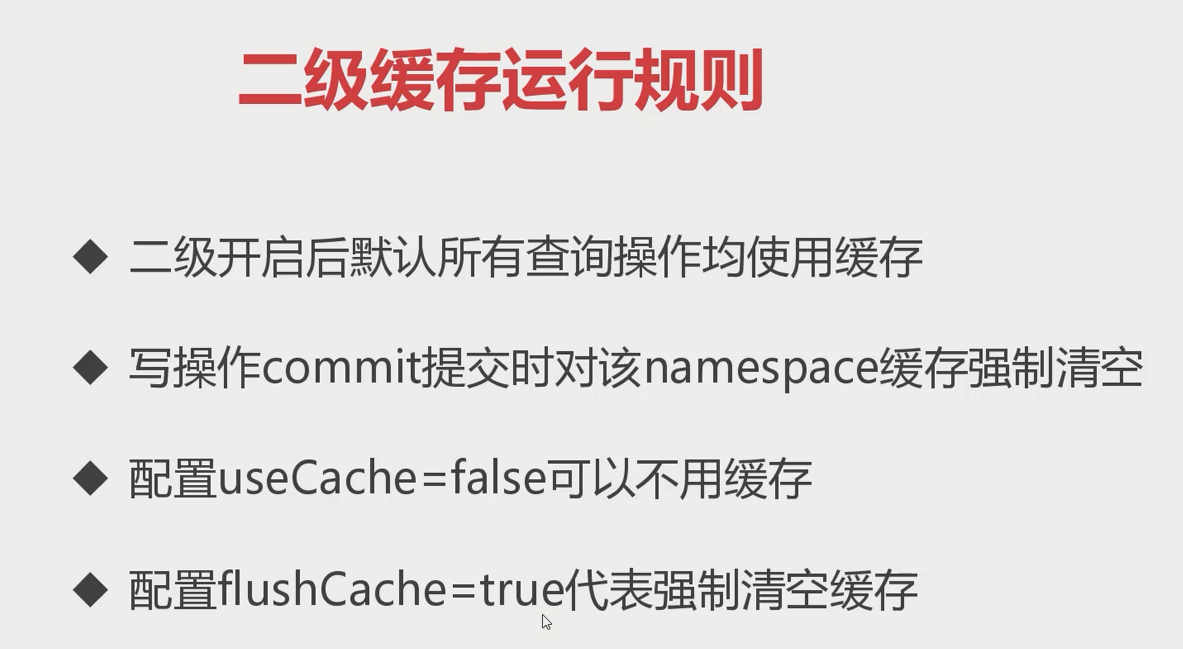 二级缓存运行规则
◆ 二级开启后默认所有查询操作均使用缓存
◆ 写操作commit提交时对该namespace缓存强制清空
◆ 配置useCache=false可以不用缓存
◆ 配置flushCache=true代表强制清空缓存